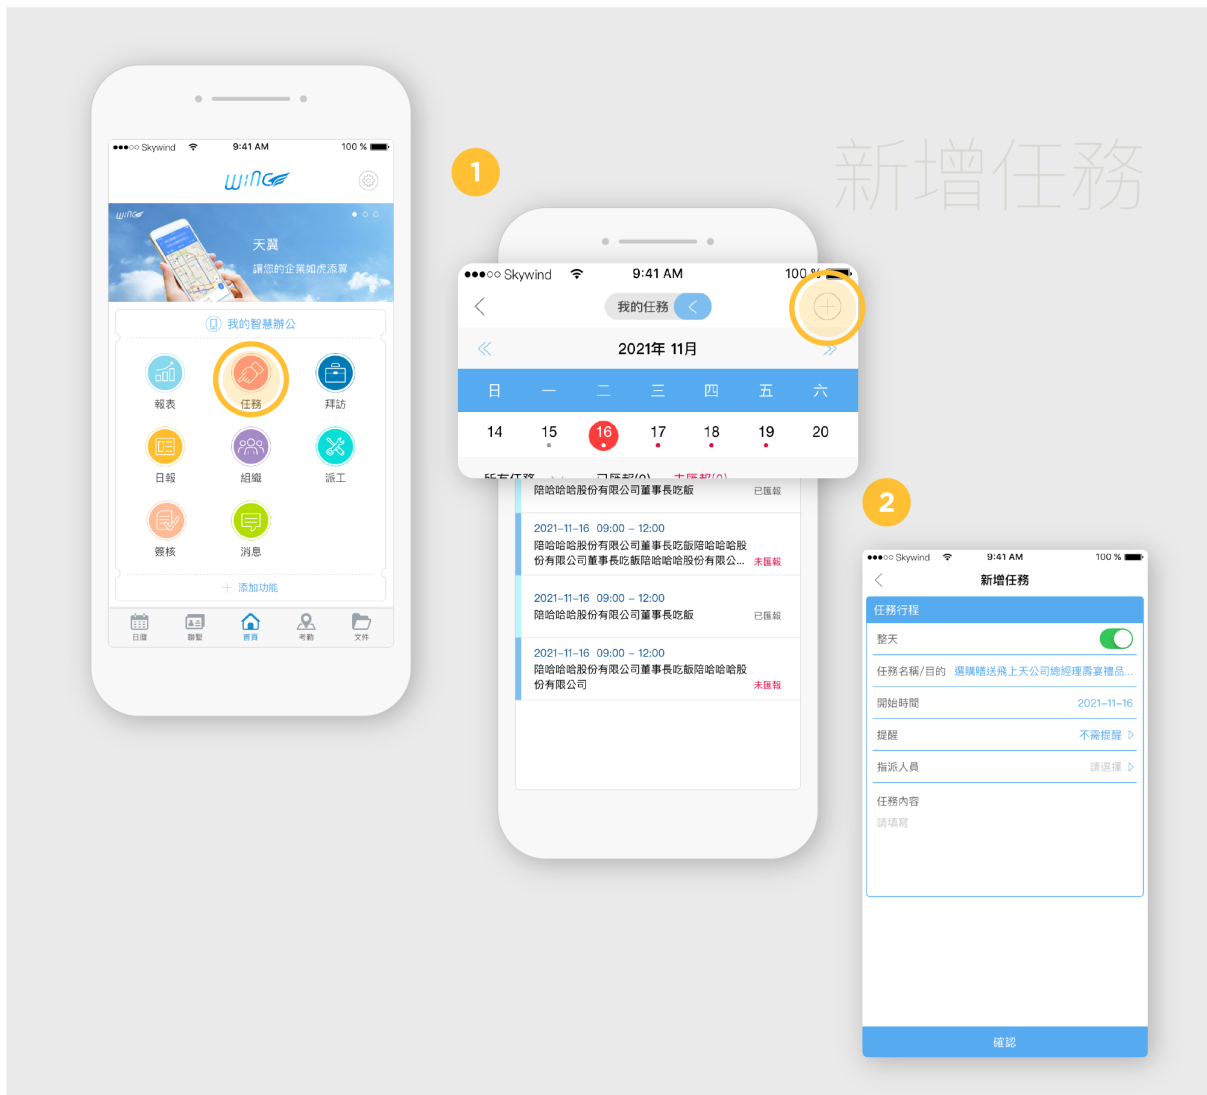 新增任務
Skywind 9:41 AM 100 %
WING
WING
天翼
讓您的企業如虎添翼
我的智慧辦公
報表 任務 拜訪
日報 組織 派工
簽核 消息
添加功能
日曆 聯繫 首頁 考勤 文件
1
Skywind 9:41 AM 100 %
我的任務
2021年 11月
日 一 二 三 四 五 六
14 15 16 17 18 19 20
所有任務 已匯報(0) 未匯報(0)
陪哈哈哈股份有限公司董事長吃飯 已匯報
2021-11-16 09:00 - 12:00
陪哈哈哈股份有限公司董事長吃飯陪哈哈哈股
份有限公司董事長吃飯陪哈哈哈股份有限公... 未匯報
2021-11-16 09:00 - 12:00
陪哈哈哈股份有限公司董事長吃飯 已匯報
2021-11-16 09:00 - 12:00
陪哈哈哈股份有限公司董事長吃飯陪哈哈哈股
份有限公司 未匯報
2
Skywind 9:41 AM 100 %
新增任務
任務行程
整天
任務名稱/目的 選購贈送飛上天公司總經理壽宴禮品...
開始時間 2021-11-16
提醒 不需提醒
指派人員 請選擇
任務內容
請填寫
確認